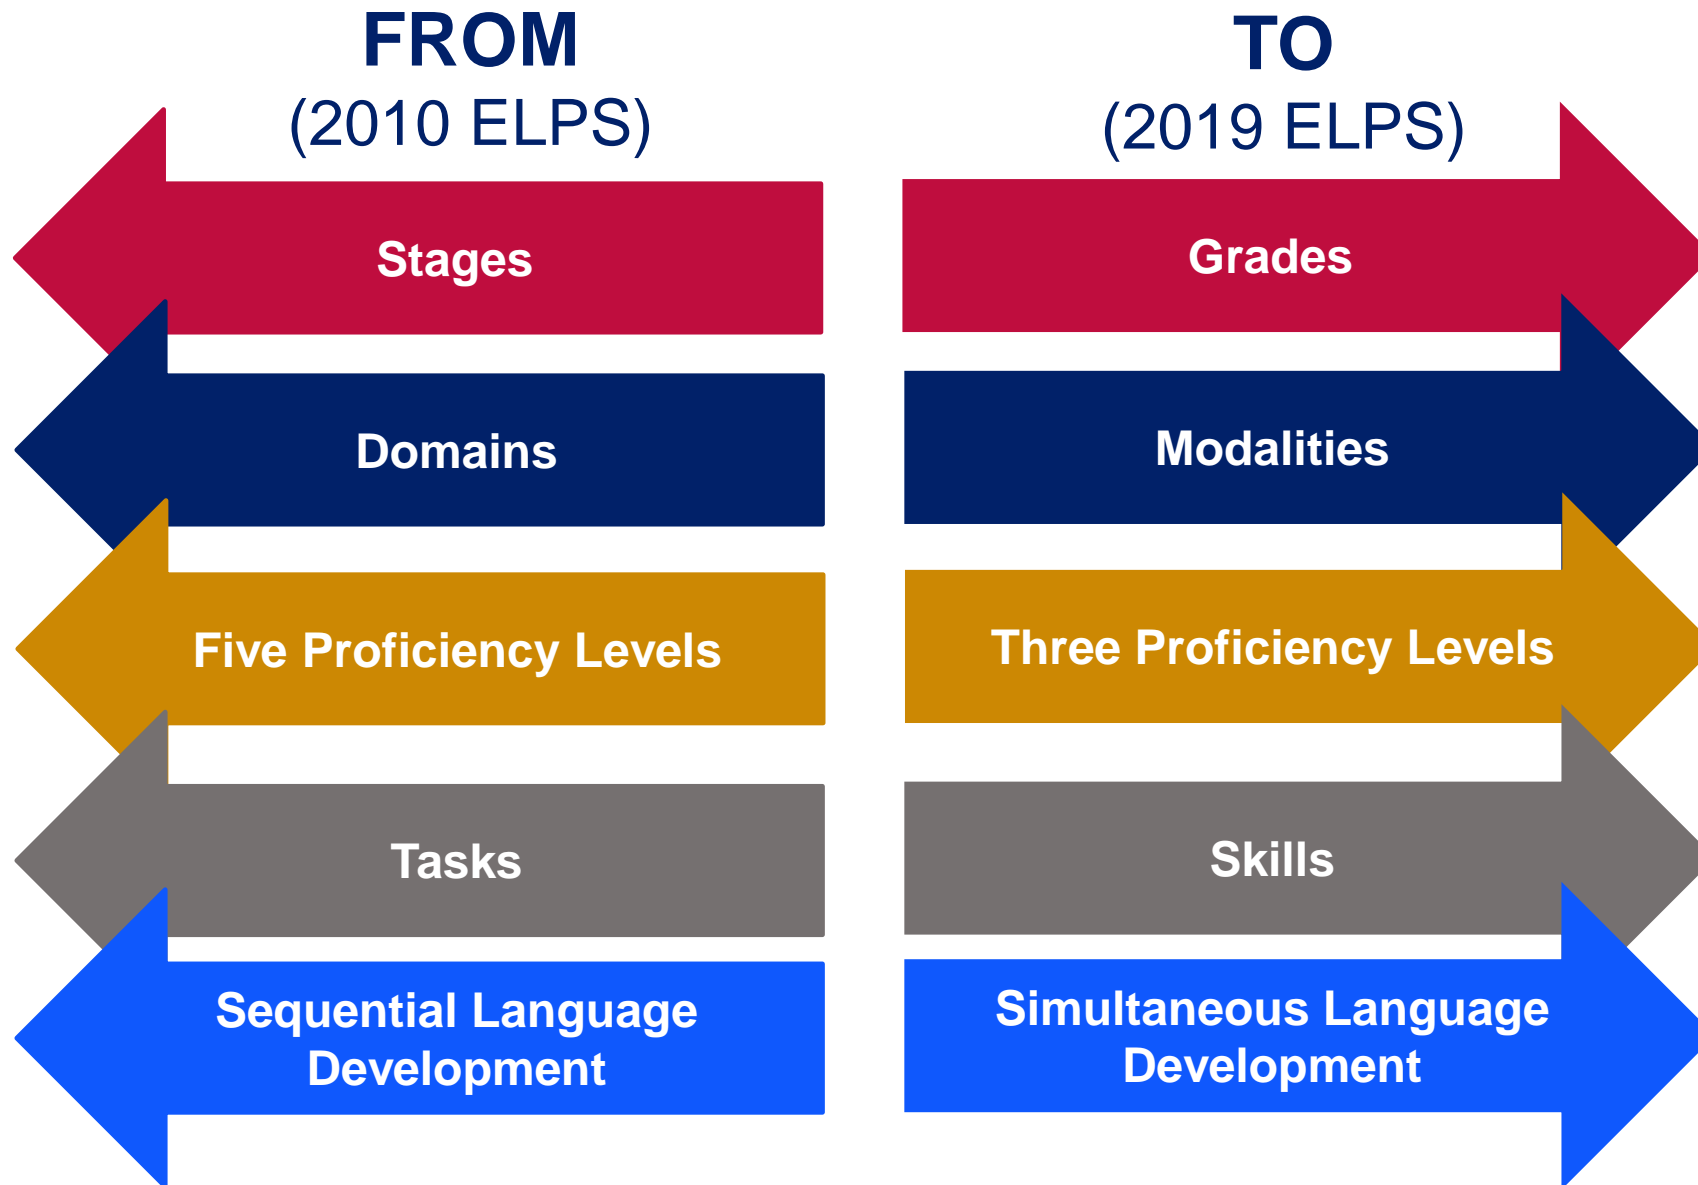 FROM
(2010 ELPS)
TO
(2019 ELPS)
Stages
Grades
Domains
Modalities
Five Proficiency Levels
Three Proficiency Levels
Tasks
Skills
Sequential Language
Development
Simultaneous Language
Development